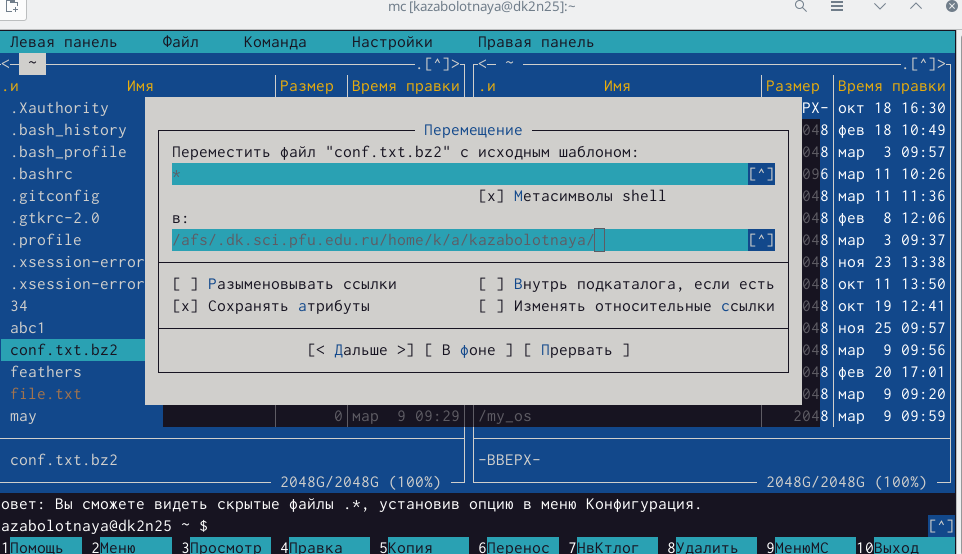 mc [kazabolotnaya@dk2n25]:~
Левая панель Файл Команда Настройки Правая панель
<─ ~ .[^]> <─ ~ .[^]>
.и Имя Размер Время правки .и Имя Размер Время правки
.Xauthority РХ- окт 18 16:30
.bash_history 048 фев 18 10:49
.bash_profile 048 мар 3 09:57
.bashrc 096 мар 11 10:26
.gitconfig 048 мар 11 11:36
.gtkrc-2.0 048 фев 8 12:06
.profile 048 мар 3 09:37
.xsession-error 048 ноя 23 13:38
.xsession-error 048 окт 11 13:50
34 048 окт 19 12:41
abc1 048 ноя 25 09:57
conf.txt.bz2 048 мар 9 09:56
feathers 048 фев 20 17:01
file.txt 048 мар 9 09:20
may 0 мар 9 09:29 /my_os 2048 мар 9 09:59
Перемещение
Переместить файл "conf.txt.bz2" с исходным шаблоном:
* [^]
[x] Метасимволы shell
в:
/afs/.dk.sci.pfu.edu.ru/home/k/a/kazabolotnaya/ [^]
[ ] Разыменовывать ссылки [ ] Внутрь подкаталога, если есть
[x] Сохранять атрибуты [ ] Изменять относительные ссылки
[< Дальше >] [ В фоне ] [ Прервать ]
conf.txt.bz2 -ВВЕРХ-
2048G/2048G (100%) 2048G/2048G (100%)
овет: Вы сможете видеть скрытые файлы .*, установив опцию в меню Конфигурация.
azabolotnaya@dk2n25 ~ $ [^]
1Помощь 2Меню 3Просмотр 4Правка 5Копия 6Перенос 7НвКтлог 8Удалить 9МенюMC 10Выход